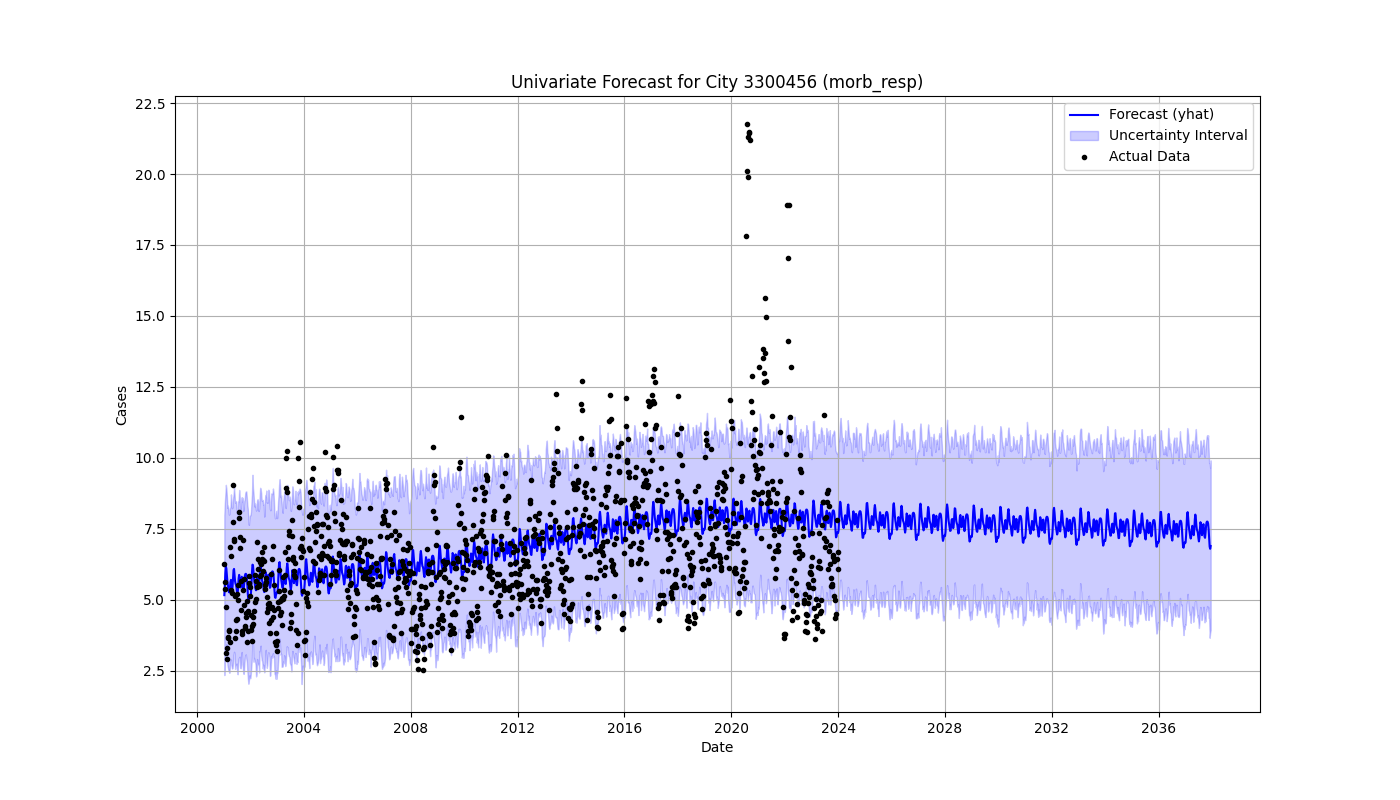 Univariate Forecast for City 3300456 (morb_resp)
22.5
20.0
17.5
15.0
12.5
10.0
7.5
5.0
2.5
Cases
Forecast (yhat)
Uncertainty Interval
Actual Data
2000 2004 2008 2012 2016 2020 2024 2028 2032 2036
Date